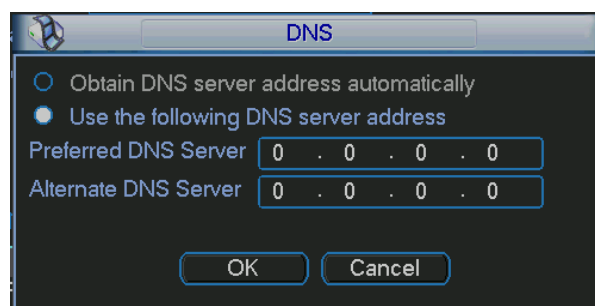 DNS
Obtain DNS server address automatically
Use the following DNS server address
Preferred DNS Server 0 . 0 . 0 . 0
Alternate DNS Server 0 . 0 . 0 . 0
OK Cancel